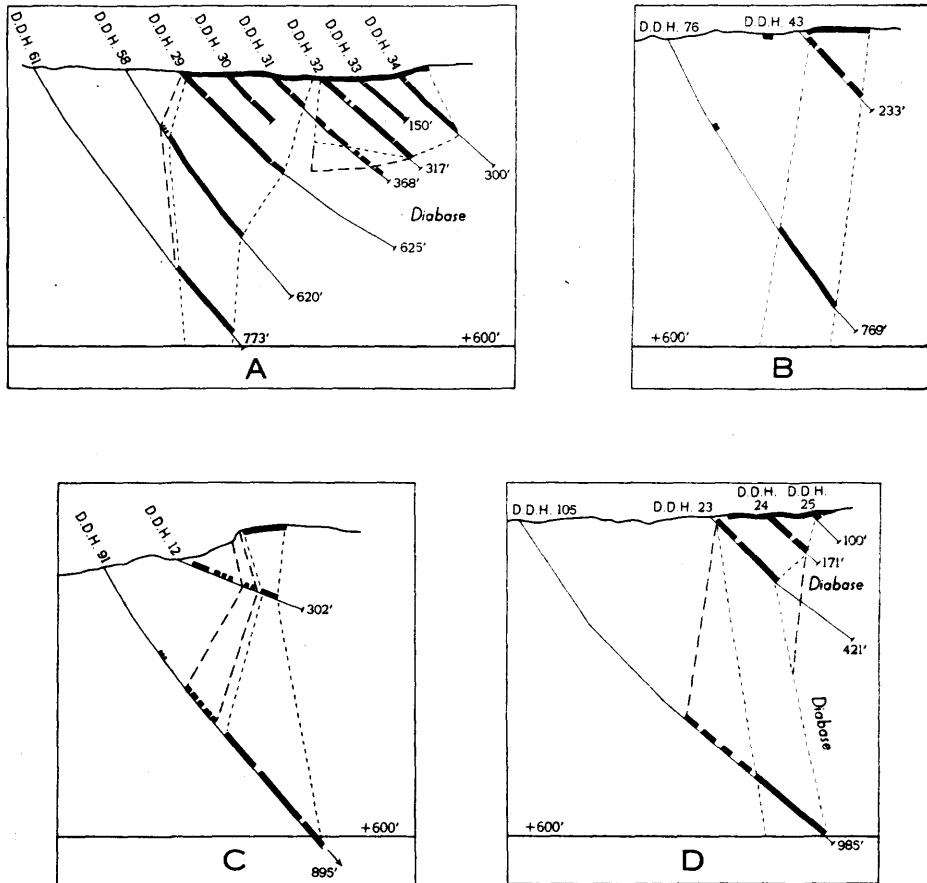 D.D.H. 61
D.D.H. 58
D.D.H. 29
D.D.H. 30
D.D.H. 31
D.D.H. 32
D.D.H. 33
D.D.H. 34
150'
317'
300'
368'
Diabase
625'
620'
773'
+600'
A
D.D.H. 76
D.D.H. 43
233'
769'
+600'
B
D.D.H. 91
D.D.H. 12
302'
+600'
895'
C
D.D.H. 105
D.D.H. 23
D.D.H.
24
D.D.H.
25
100'
171'
Diabase
421'
Diabase
+600'
985'
D